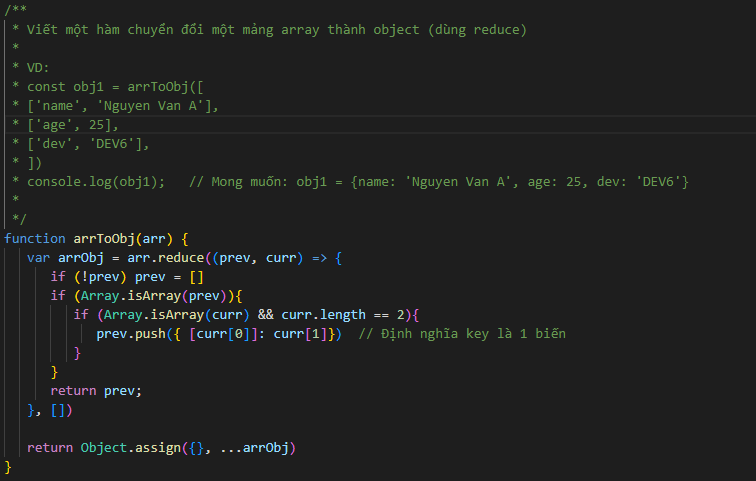 /**
 * Viết một hàm chuyển đổi một mảng array thành object (dùng reduce)
 *
 * VD:
 * const obj1 = arrToObj([
 * ['name', 'Nguyen Van A'],
 * ['age', 25],
 * ['dev', 'DEV6'],
 * ])
 * console.log(obj1);   // Mong muốn: obj1 = {name: 'Nguyen Van A', age: 25, dev: 'DEV6'}
 *
 */
function arrToObj(arr) {
   var arrObj = arr.reduce((prev, curr) => {
      if (!prev) prev = []
      if (Array.isArray(prev)){
         if (Array.isArray(curr) && curr.length == 2){
            prev.push({ [curr[0]]: curr[1]})  // Định nghĩa key là 1 biến
         }
      }
      return prev;
   }, [])

   return Object.assign({}, ...arrObj)
}